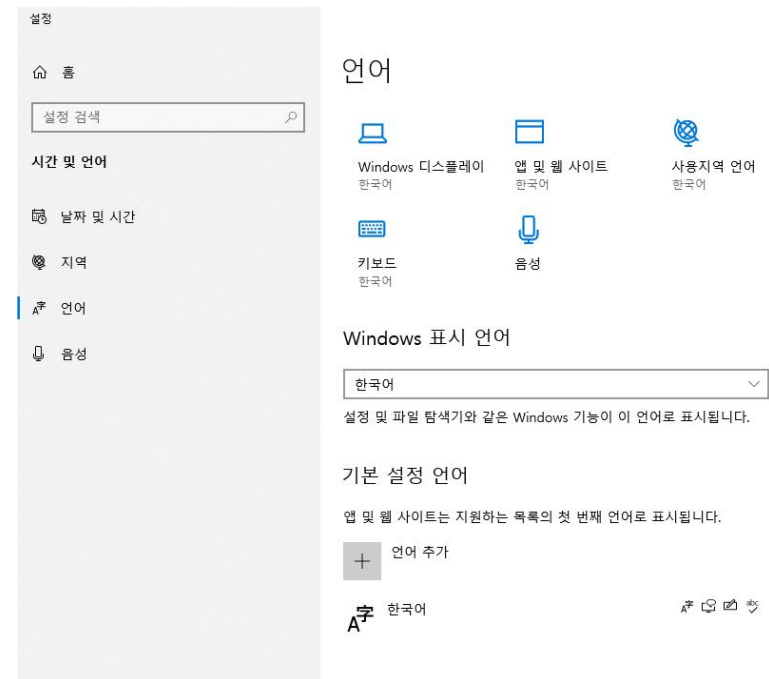 설정
홈
설정 검색
시간 및 언어
날짜 및 시간
지역
언어
음성
언어
Windows 디스플레이
한국어
앱 및 웹 사이트
한국어
사용지역 언어
한국어
키보드
한국어
음성
Windows 표시 언어
한국어
설정 및 파일 탐색기와 같은 Windows 기능이 이 언어로 표시됩니다.
기본 설정 언어
앱 및 웹 사이트는 지원하는 목록의 첫 번째 언어로 표시됩니다.
언어 추가
한국어